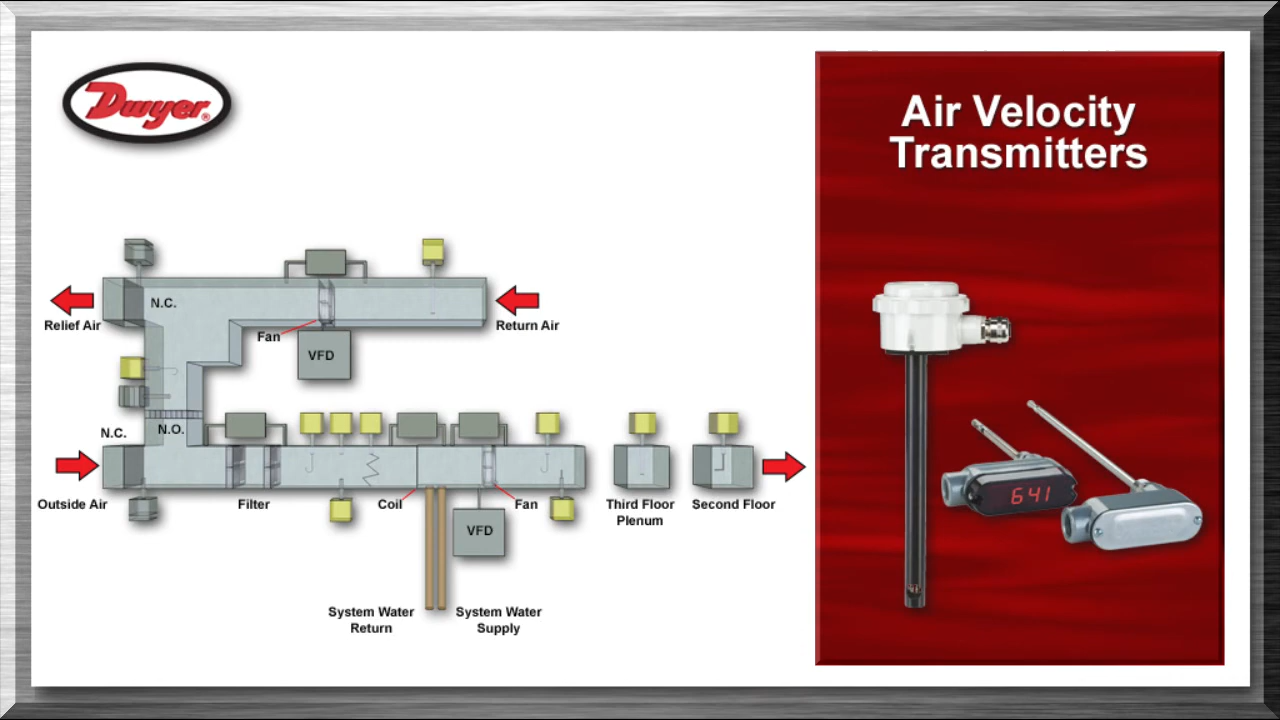 Dwyer®
Air Velocity
Transmitters
N.C.
Relief Air
Return Air
Fan
VFD
N.C.
N.O.
Outside Air
Filter
Coil
Fan
VFD
Third Floor
Plenum
Second Floor
System Water
Return
System Water
Supply
641